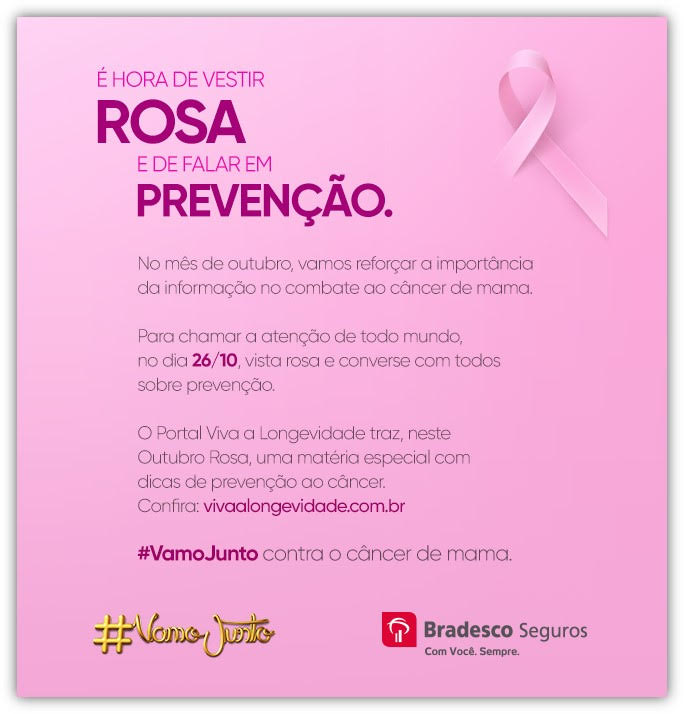 É HORA DE VESTIR
ROSA
E DE FALAR EM
PREVENÇÃO.
No mês de outubro, vamos reforçar a importância
da informação no combate ao câncer de mama.
Para chamar a atenção de todo mundo,
no dia 26/10, vista rosa e converse com todos
sobre prevenção.
O Portal Viva a Longevidade traz, neste
Outubro Rosa, uma matéria especial com
dicas de prevenção ao câncer.
Confira: vivaalongevidade.com.br
#VamoJunto contra o câncer de mama.
#VamoJunto
Bradesco Seguros
Com Você. Sempre.